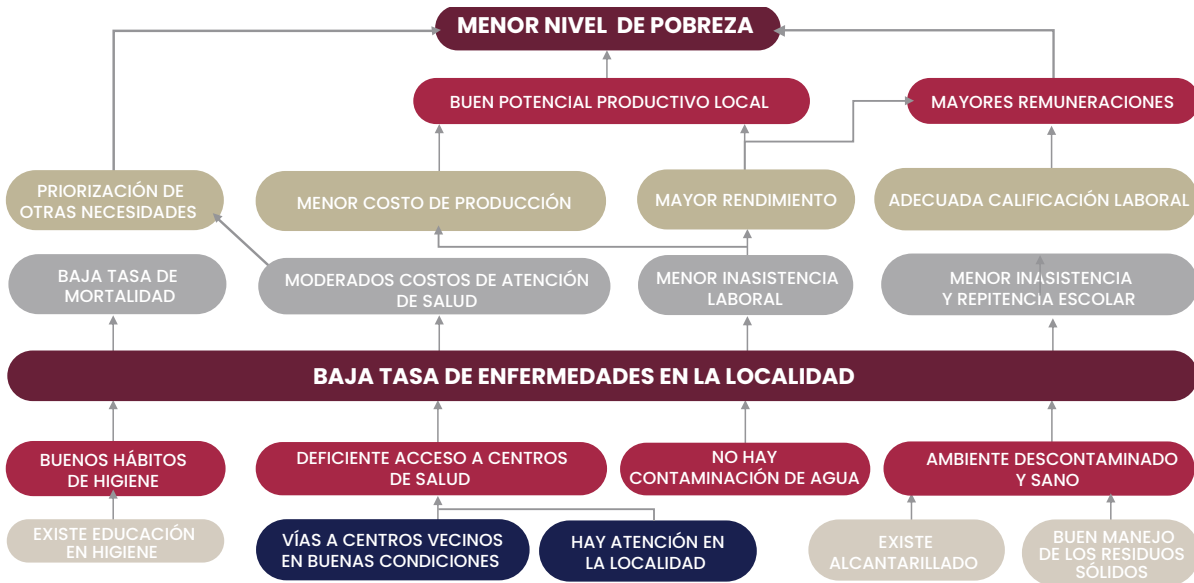 MENOR NIVEL DE POBREZA
BUEN POTENCIAL PRODUCTIVO LOCAL
MAYORES REMUNERACIONES
PRIORIZACIÓN DE
OTRAS NECESIDADES
MENOR COSTO DE PRODUCCIÓN
MAYOR RENDIMIENTO
ADECUADA CALIFICACIÓN LABORAL
BAJA TASA DE
MORTALIDAD
MODERADOS COSTOS DE ATENCIÓN
DE SALUD
MENOR INASISTENCIA
LABORAL
MENOR INASISTENCIA
Y REPITENCIA ESCOLAR
BAJA TASA DE ENFERMEDADES EN LA LOCALIDAD
BUENOS HÁBITOS
DE HIGIENE
DEFICIENTE ACCESO A CENTROS
DE SALUD
NO HAY
CONTAMINACIÓN DE AGUA
AMBIENTE DESCONTAMINADO
Y SANO
EXISTE EDUCACIÓN
EN HIGIENE
VÍAS A CENTROS VECINOS
EN BUENAS CONDICIONES
HAY ATENCIÓN EN
LA LOCALIDAD
EXISTE
ALCANTARILLADO
BUEN MANEJO
DE LOS RESIDUOS
SÓLIDOS